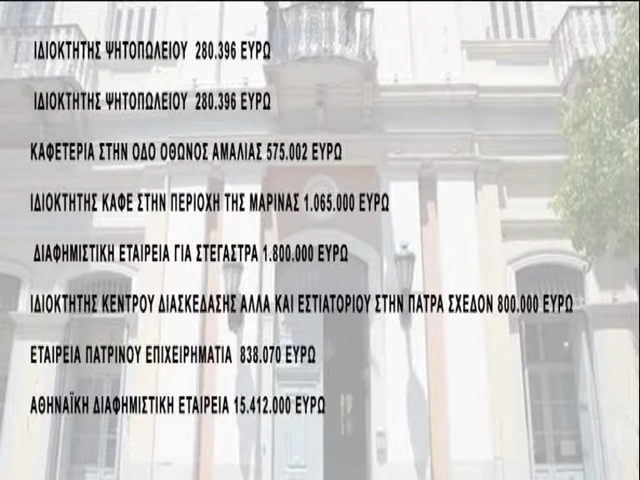 ΙΔΙΟΚΤΗΤΗΣ ΨΗΤΟΠΩΛΕΙΟΥ 280.396 ΕΥΡΩ
ΙΔΙΟΚΤΗΤΗΣ ΨΗΤΟΠΩΛΕΙΟΥ 280.396 ΕΥΡΩ
ΚΑΦΕΤΕΡΙΑ ΣΤΗΝ ΟΔΟ ΟΘΩΝΟΣ ΑΜΑΛΙΑΣ 575.002 ΕΥΡΩ
ΙΔΙΟΚΤΗΤΗΣ ΚΑΦΕ ΣΤΗΝ ΠΕΡΙΟΧΗ ΤΗΣ ΜΑΡΙΝΑΣ 1.065.000 ΕΥΡΩ
ΔΙΑΦΗΜΙΣΤΙΚΗ ΕΤΑΙΡΕΙΑ ΓΙΑ ΣΤΕΓΑΣΤΡΑ 1.800.000 ΕΥΡΩ
ΙΔΙΟΚΤΗΤΗΣ ΚΕΝΤΡΟΥ ΔΙΑΣΚΕΔΑΣΗΣ ΑΛΛΑ ΚΑΙ ΕΣΤΙΑΤΟΡΙΟΥ ΣΤΗΝ ΠΑΤΡΑ ΣΧΕΔΟΝ 800.000 ΕΥΡΩ
ΕΤΑΙΡΕΙΑ ΠΑΤΡΙΝΟΥ ΕΠΙΧΕΙΡΗΜΑΤΙΑ 838.070 ΕΥΡΩ
ΑΘΗΝΑΪΚΗ ΔΙΑΦΗΜΙΣΤΙΚΗ ΕΤΑΙΡΕΙΑ 15.412.000 ΕΥΡΩ